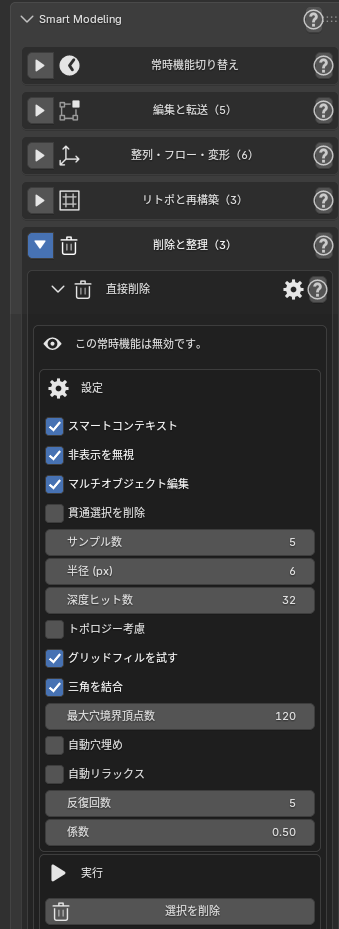 Smart Modeling
常時機能切り替え
編集と転送（5）
整列・フロー・変形（6）
リトポと再構築（3）
削除と整理（3）
直接削除
この常時機能は無効です。
設定
スマートコンテキスト
非表示を無視
マルチオブジェクト編集
貫通選択を削除
サンプル数 5
半径 (px) 6
深度ヒット数 32
トポロジー考慮
グリッドフィルを試す
三角を結合
最大穴境界頂点数 120
自動穴埋め
自動リラックス
反復回数 5
係数 0.50
実行
選択を削除